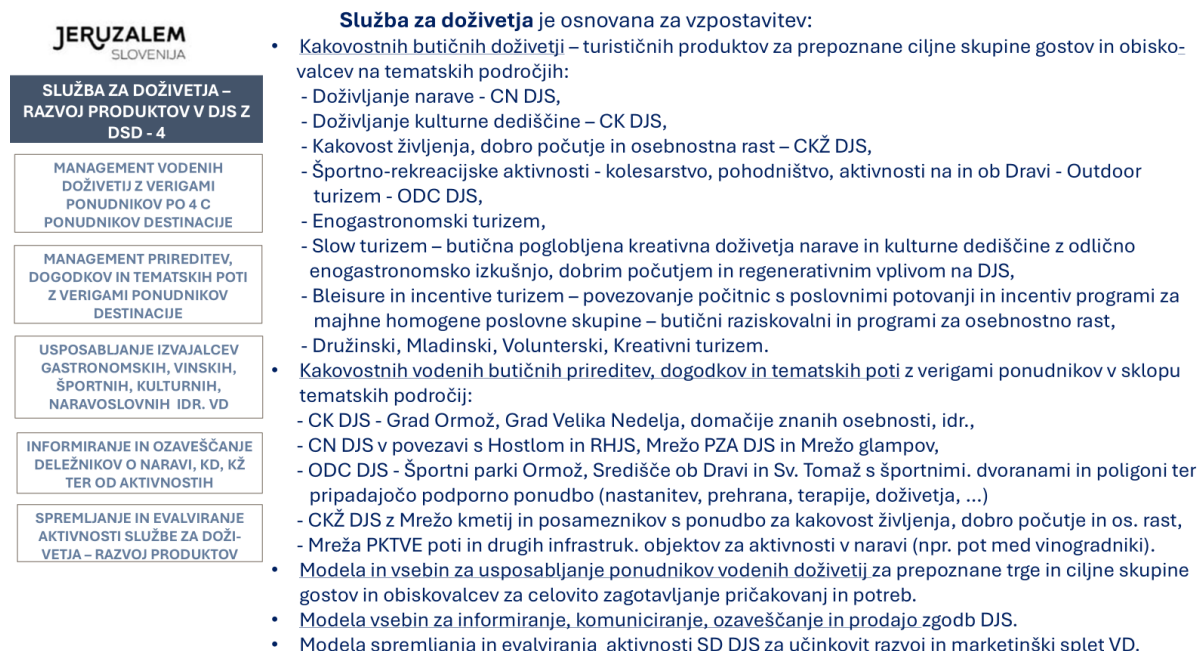 JERUZALEM
SLOVENIJA
SLUŽBA ZA DOŽIVETJA –
RAZVOJ PRODUKTOV V DJS Z
DSD - 4
MANAGEMENT VODENIH
DOŽIVETIJ Z VERIGAMI
PONUDNIKOV PO 4 C
PONUDNIKOV DESTINACIJE
MANAGEMENT PRIREDITEV,
DOGODKOV IN TEMATSKIH POTI
Z VERIGAMI PONUDNIKOV
DESTINACIJE
USPOSABLJANJE IZVAJALCEV
GASTRONOMSKIH, VINSKIH,
ŠPORTNIH, KULTURNIH,
NARAVOSLOVNIH IDR. VD
INFORMIRANJE IN OZAVEŠČANJE
DELEŽNIKOV O NARAVI, KD, KŽ
TER OD AKTIVNOSTIH
SPREMLJANJE IN EVALVIRANJE
AKTIVNOSTI SLUŽBE ZA DOŽI-
VETJA – RAZVOJ PRODUKTOV
Služba za doživetja je osnovana za vzpostavitev:
• Kakovostnih butičnih doživetji – turističnih produktov za prepoznane ciljne skupine gostov in obisko-
valcev na tematskih področjih:
- Doživljanje narave - CN DJS,
- Doživljanje kulturne dediščine – CK DJS,
- Kakovost življenja, dobro počutje in osebnostna rast – CKŽ DJS,
- Športno-rekreacijske aktivnosti - kolesarstvo, pohodništvo, aktivnosti na in ob Dravi - Outdoor
turizem - ODC DJS,
- Enogastronomski turizem,
- Slow turizem – butična poglobljena kreativna doživetja narave in kulturne dediščine z odlično
enogastronomsko izkušnjo, dobrim počutjem in regenerativnim vplivom na DJS,
- Bleisure in incentive turizem – povezovanje počitnic s poslovnimi potovanji in incentiv programi za
majhne homogene poslovne skupine – butični raziskovalni in programi za osebnostno rast,
- Družinski, Mladinski, Volunterski, Kreativni turizem.
• Kakovostnih vodenih butičnih prireditev, dogodkov in tematskih poti z verigami ponudnikov v sklopu
tematskih področij:
- CK DJS - Grad Ormož, Grad Velika Nedelja, domačije znanih osebnosti, idr.,
- CN DJS v povezavi s Hostlom in RHJS, Mrežo PZA DJS in Mrežo glampov,
- ODC DJS - Športni parki Ormož, Središče ob Dravi in Sv. Tomaž s športnimi. dvoranami in poligoni ter
pripadajočo podporno ponudbo (nastanitev, prehrana, terapije, doživetja, ...)
- CKŽ DJS z Mrežo kmetij in posameznikov s ponudbo za kakovost življenja, dobro počutje in os. rast,
- Mreža PKTVE poti in drugih infrastruk. objektov za aktivnosti v naravi (npr. pot med vinogradniki).
• Modela in vsebin za usposabljanje ponudnikov vodenih doživetij za prepoznane trge in ciljne skupine
gostov in obiskovalcev za celovito zagotavljanje pričakovanj in potreb.
• Modela vsebin za informiranje, komuniciranje, ozaveščanje in prodajo zgodb DJS.
• Modela spremljanja in evalviranja aktivnosti SD DJS za učinkovit razvoj in marketinški splet VD.